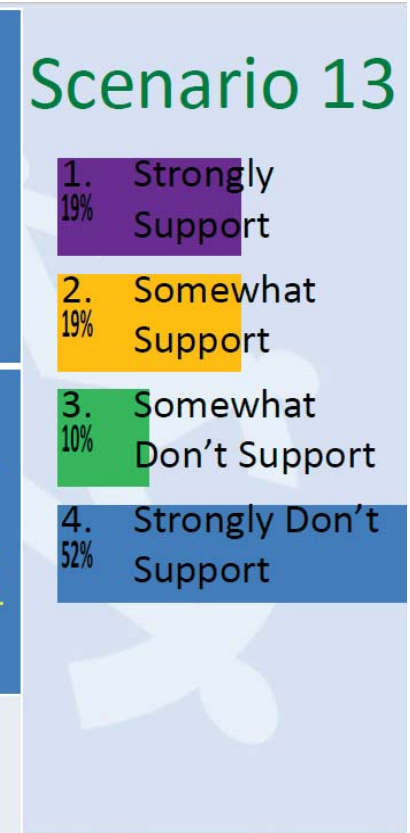 Scenario 13
1. Strongly
19% Support
2. Somewhat
19% Support
3. Somewhat
10% Don’t Support
4. Strongly Don’t
52% Support